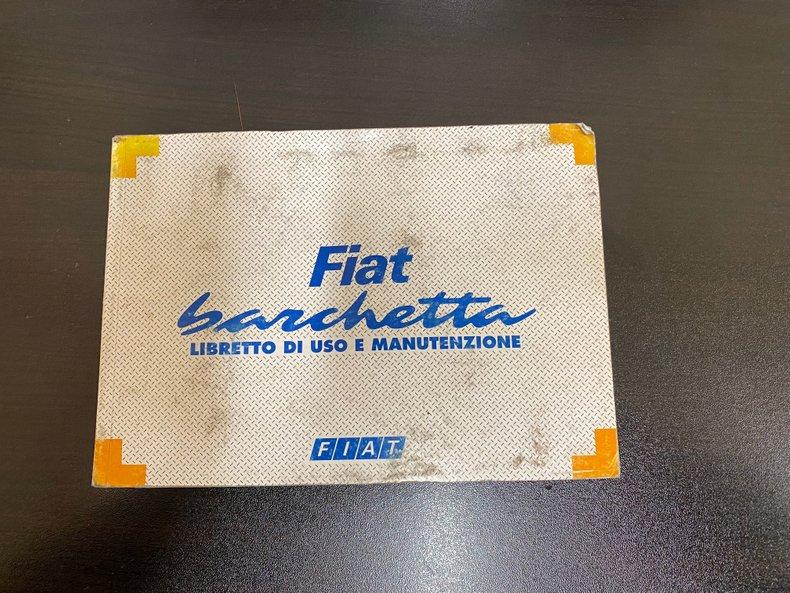 Fiat
barchetta
LIBRETTO DI USO E MANUTENZIONE
FIAT